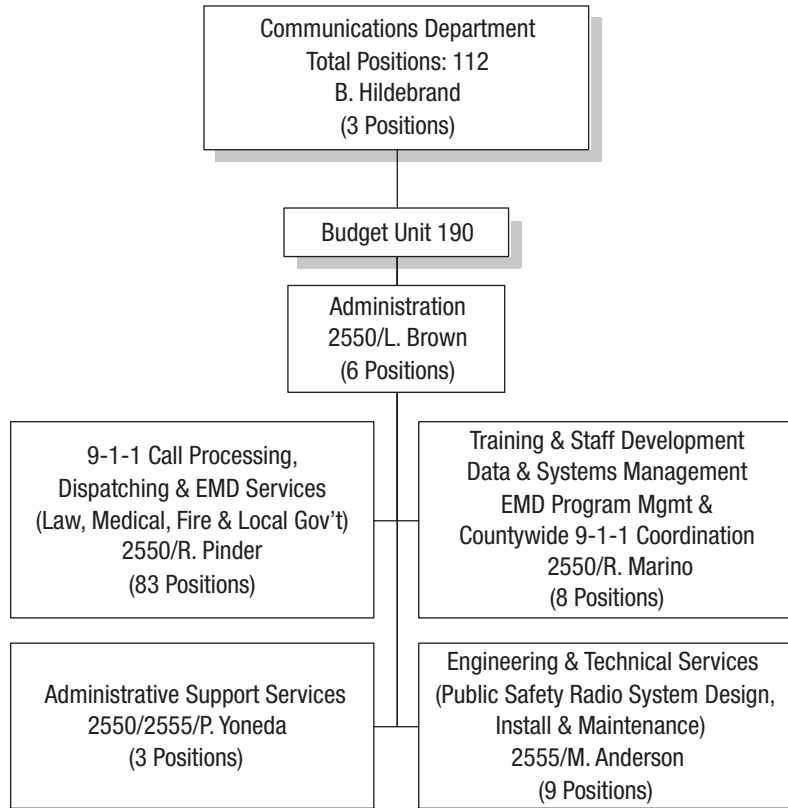 Communications Department
Total Positions: 112
B. Hildebrand
(3 Positions)
Budget Unit 190
Administration
2550/L. Brown
(6 Positions)
9-1-1 Call Processing,
Dispatching & EMD Services
(Law, Medical, Fire & Local Gov’t)
2550/R. Pinder
(83 Positions)
Training & Staff Development
Data & Systems Management
EMD Program Mgmt &
Countywide 9-1-1 Coordination
2550/R. Marino
(8 Positions)
Administrative Support Services
2550/2555/P. Yoneda
(3 Positions)
Engineering & Technical Services
(Public Safety Radio System Design,
Install & Maintenance)
2555/M. Anderson
(9 Positions)